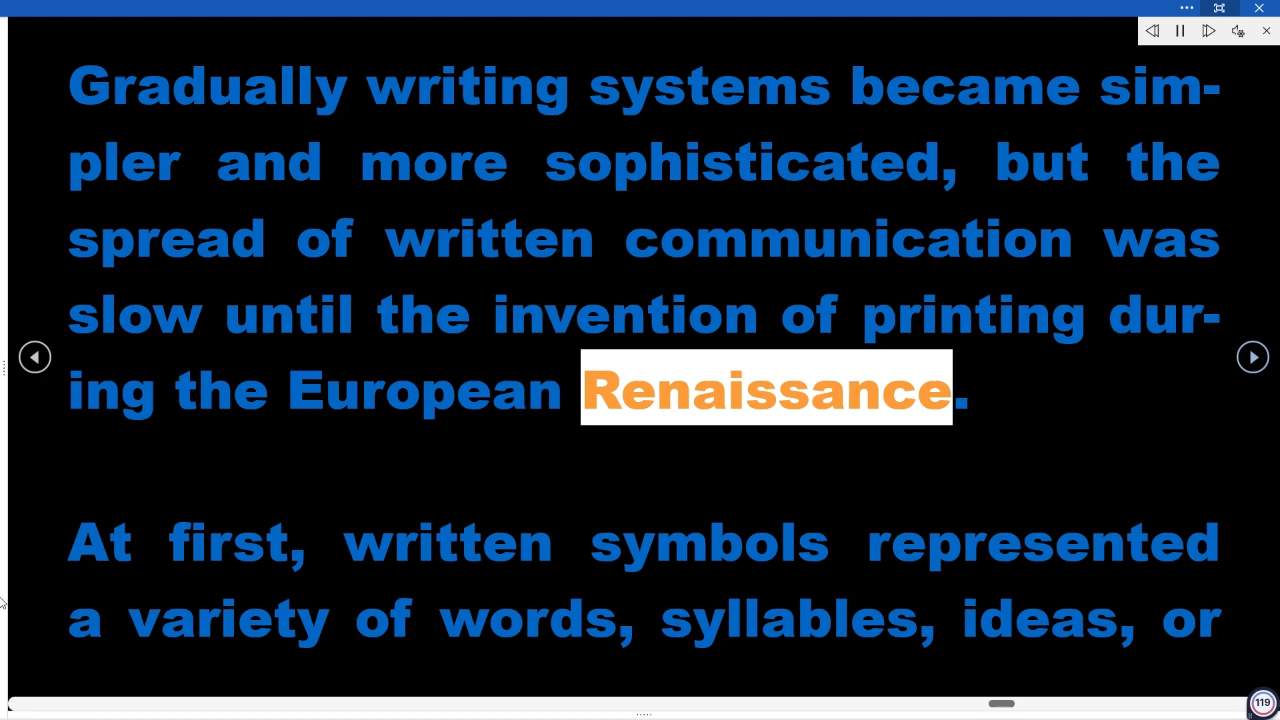 Gradually writing systems became sim-
pler and more sophisticated, but the
spread of written communication was
slow until the invention of printing dur-
ing the European Renaissance.
At first, written symbols represented
a variety of words, syllables, ideas, or
119